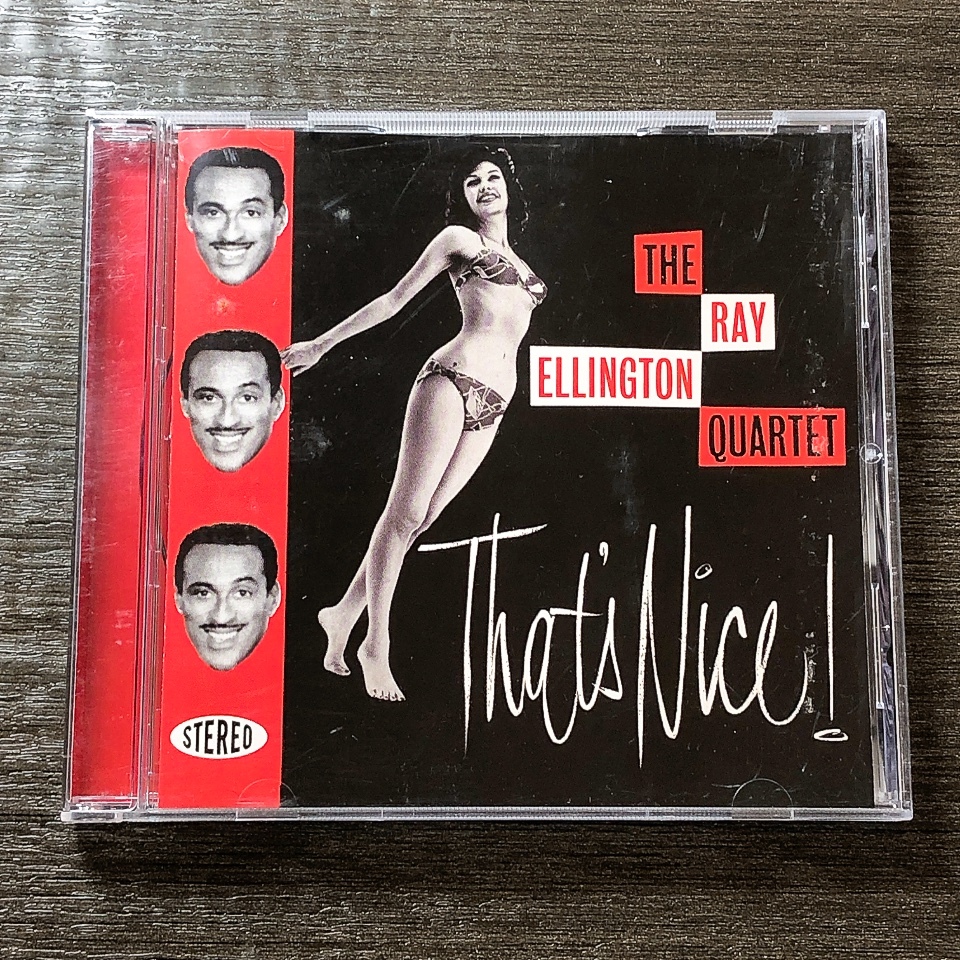 THE
RAY
ELLINGTON
QUARTET
That's Nice!
STEREO